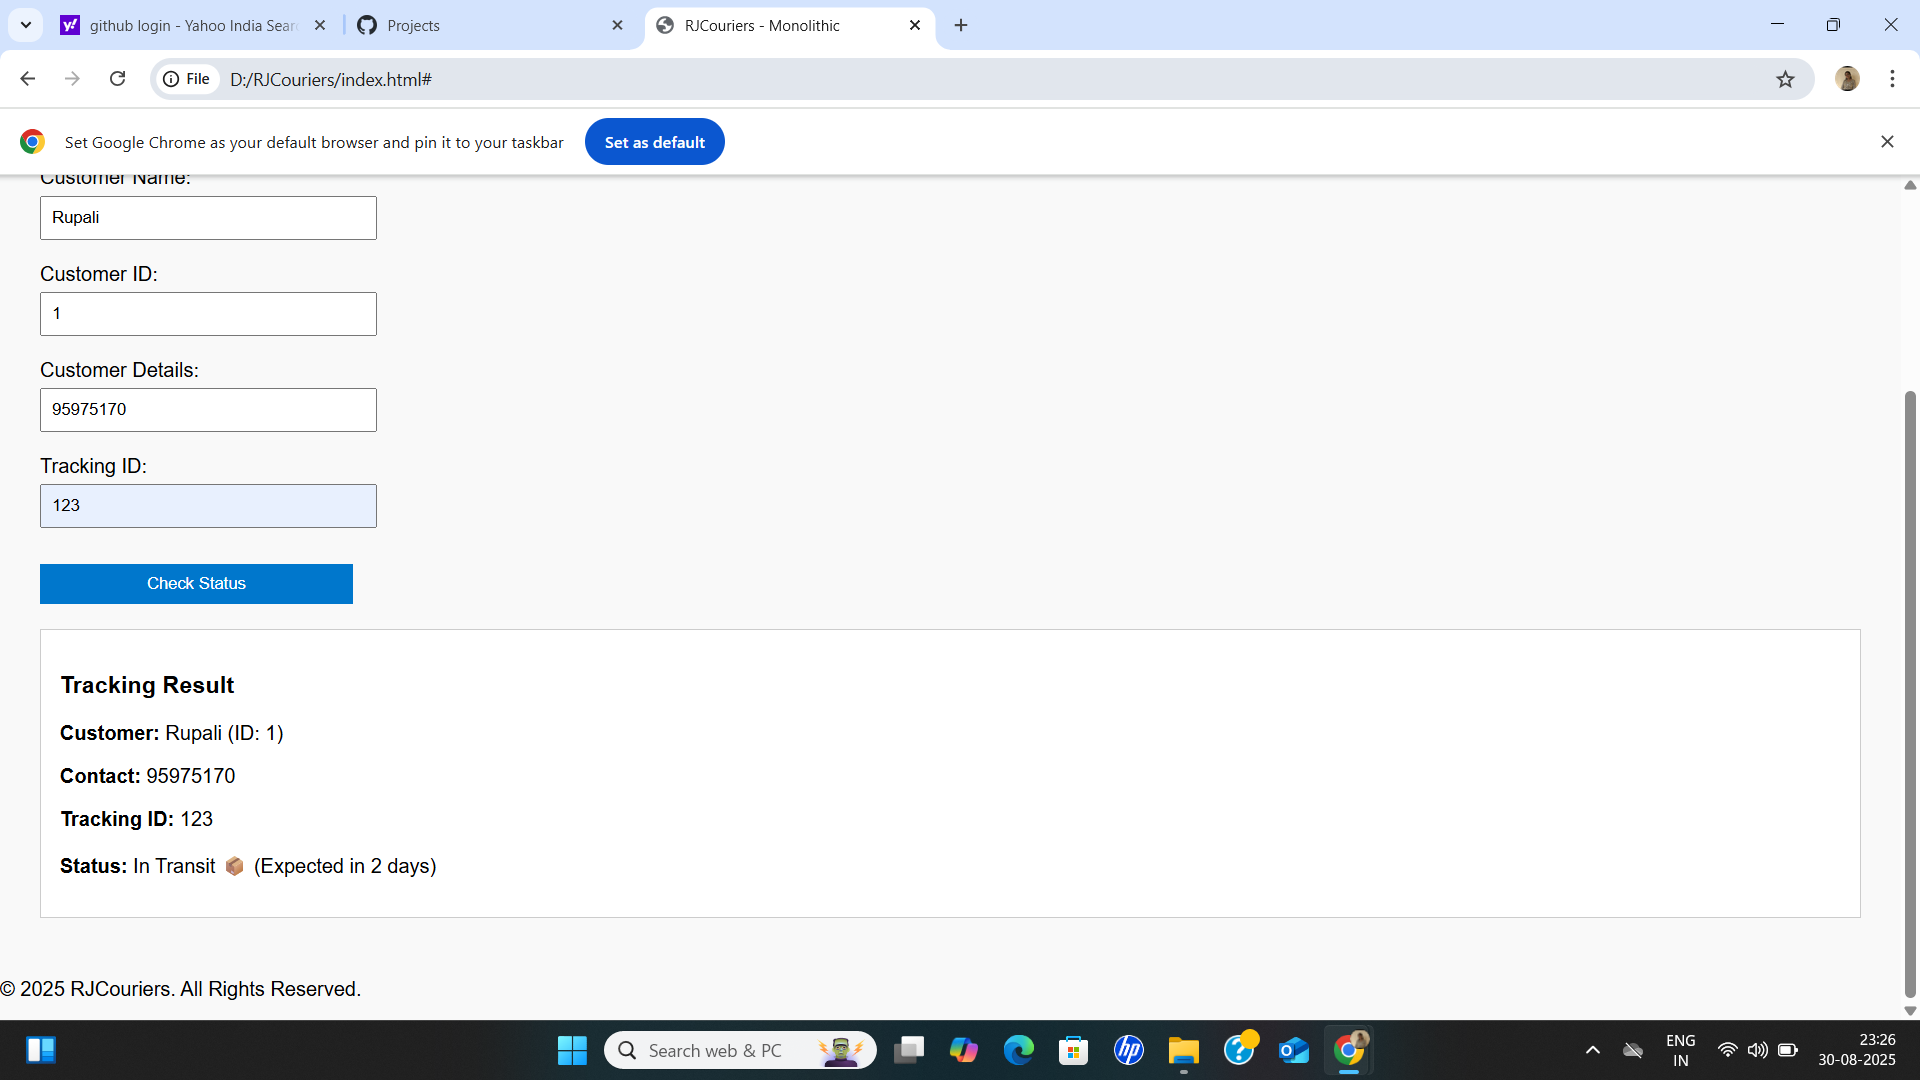 github login - Yahoo India Sear
Projects
RJCouriers - Monolithic
File
D:/RJCouriers/index.html#
Set Google Chrome as your default browser and pin it to your taskbar
Set as default
Customer Name:
Rupali
Customer ID:
1
Customer Details:
95975170
Tracking ID:
123
Check Status
Tracking Result
Customer: Rupali (ID: 1)
Contact: 95975170
Tracking ID: 123
Status: In Transit 📦 (Expected in 2 days)
© 2025 RJCouriers. All Rights Reserved.
Search web & PC
hp
ENG
IN
23:26
30-08-2025